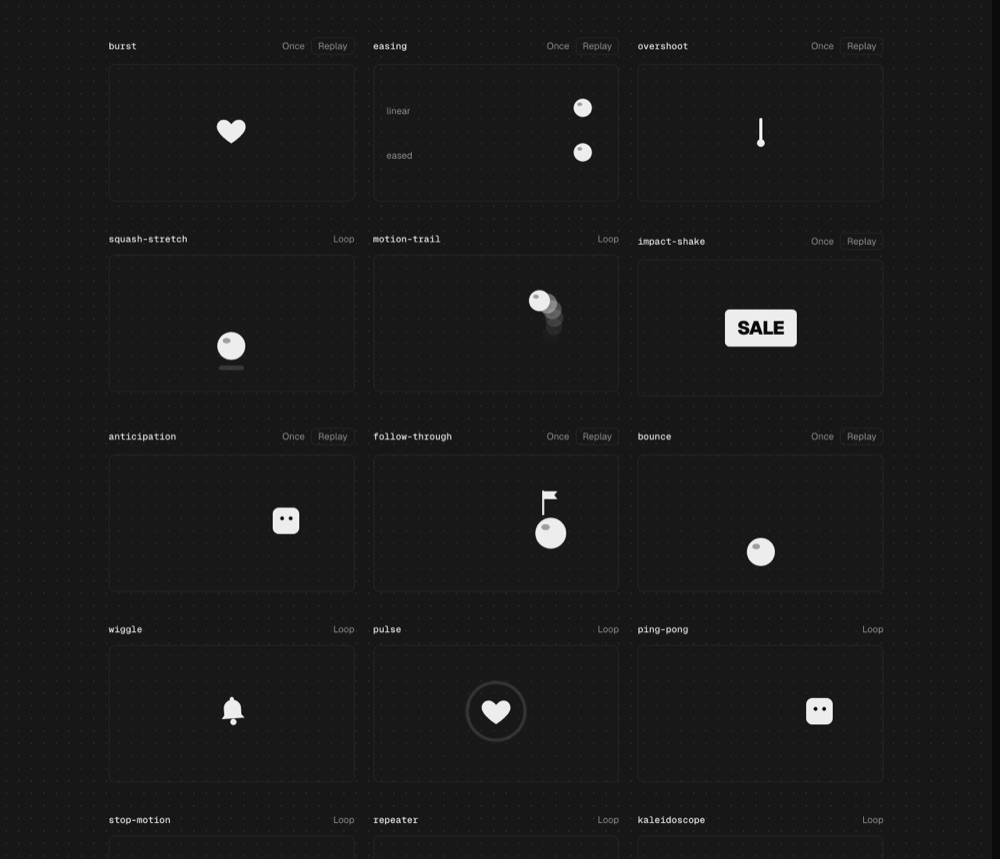 burst Once Replay
easing Once Replay
overshoot Once Replay
linear
eased
squash-stretch Loop
motion-trail Loop
impact-shake Once Replay
SALE
anticipation Once Replay
follow-through Once Replay
bounce Once Replay
wiggle Loop
pulse Loop
ping-pong Loop
stop-motion Loop
repeater Loop
kaleidoscope Loop